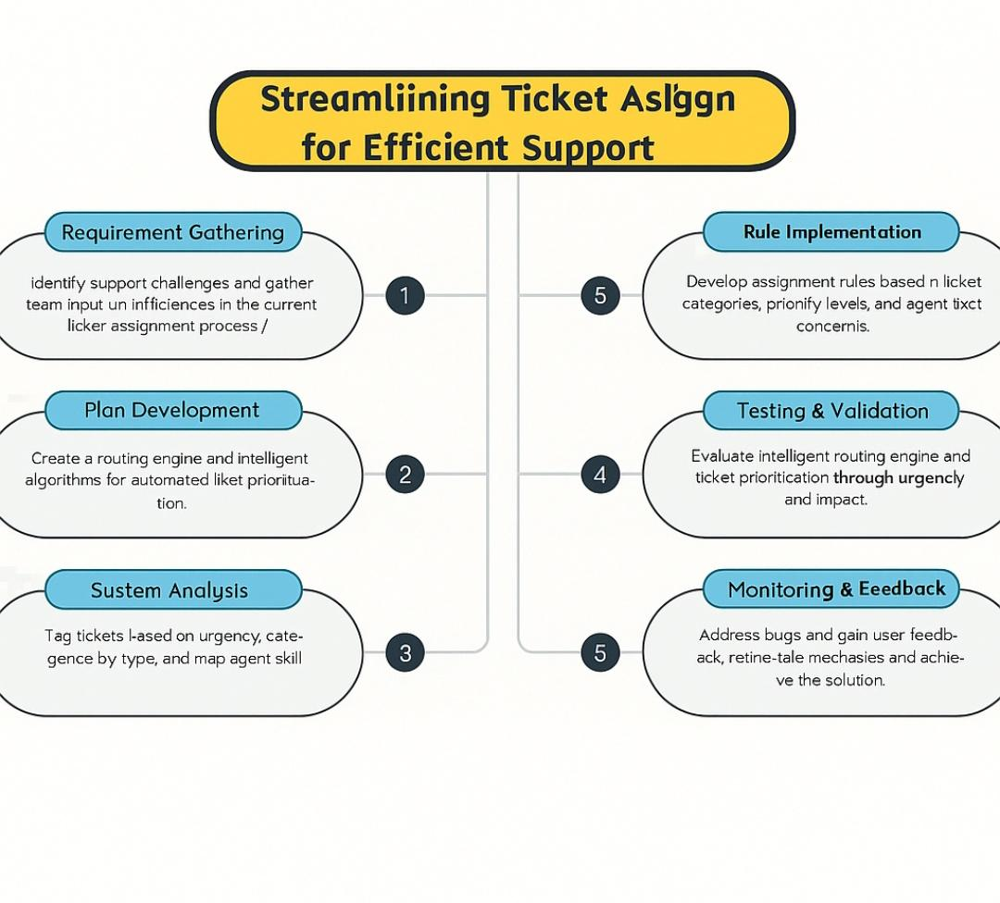 Streamliining Ticket Aslggn
for Efficient Support
Requirement Gathering
identify support challenges and gather
team input un infficiences in the current
licker assignment process /
1
Plan Development
Create a routing engine and intelligent
algorithms for automated liket prioriitua-
tion.
2
Sustem Analysis
Tag tickets l-ased on urgency, cate-
gence by type, and map agent skill
3
Rule Implementation
Develop assignment rules based n licket
categories, prionify levels, and agent tixct
concernis.
5
Testing & Validation
Evaluate intelligent routing engine and
ticket prioritication through urgencly
and impact.
4
Monitoring & Eeedback
Address bugs and gain user feedb-
ack, retine-tale mechasies and achie-
ve the solution.
5